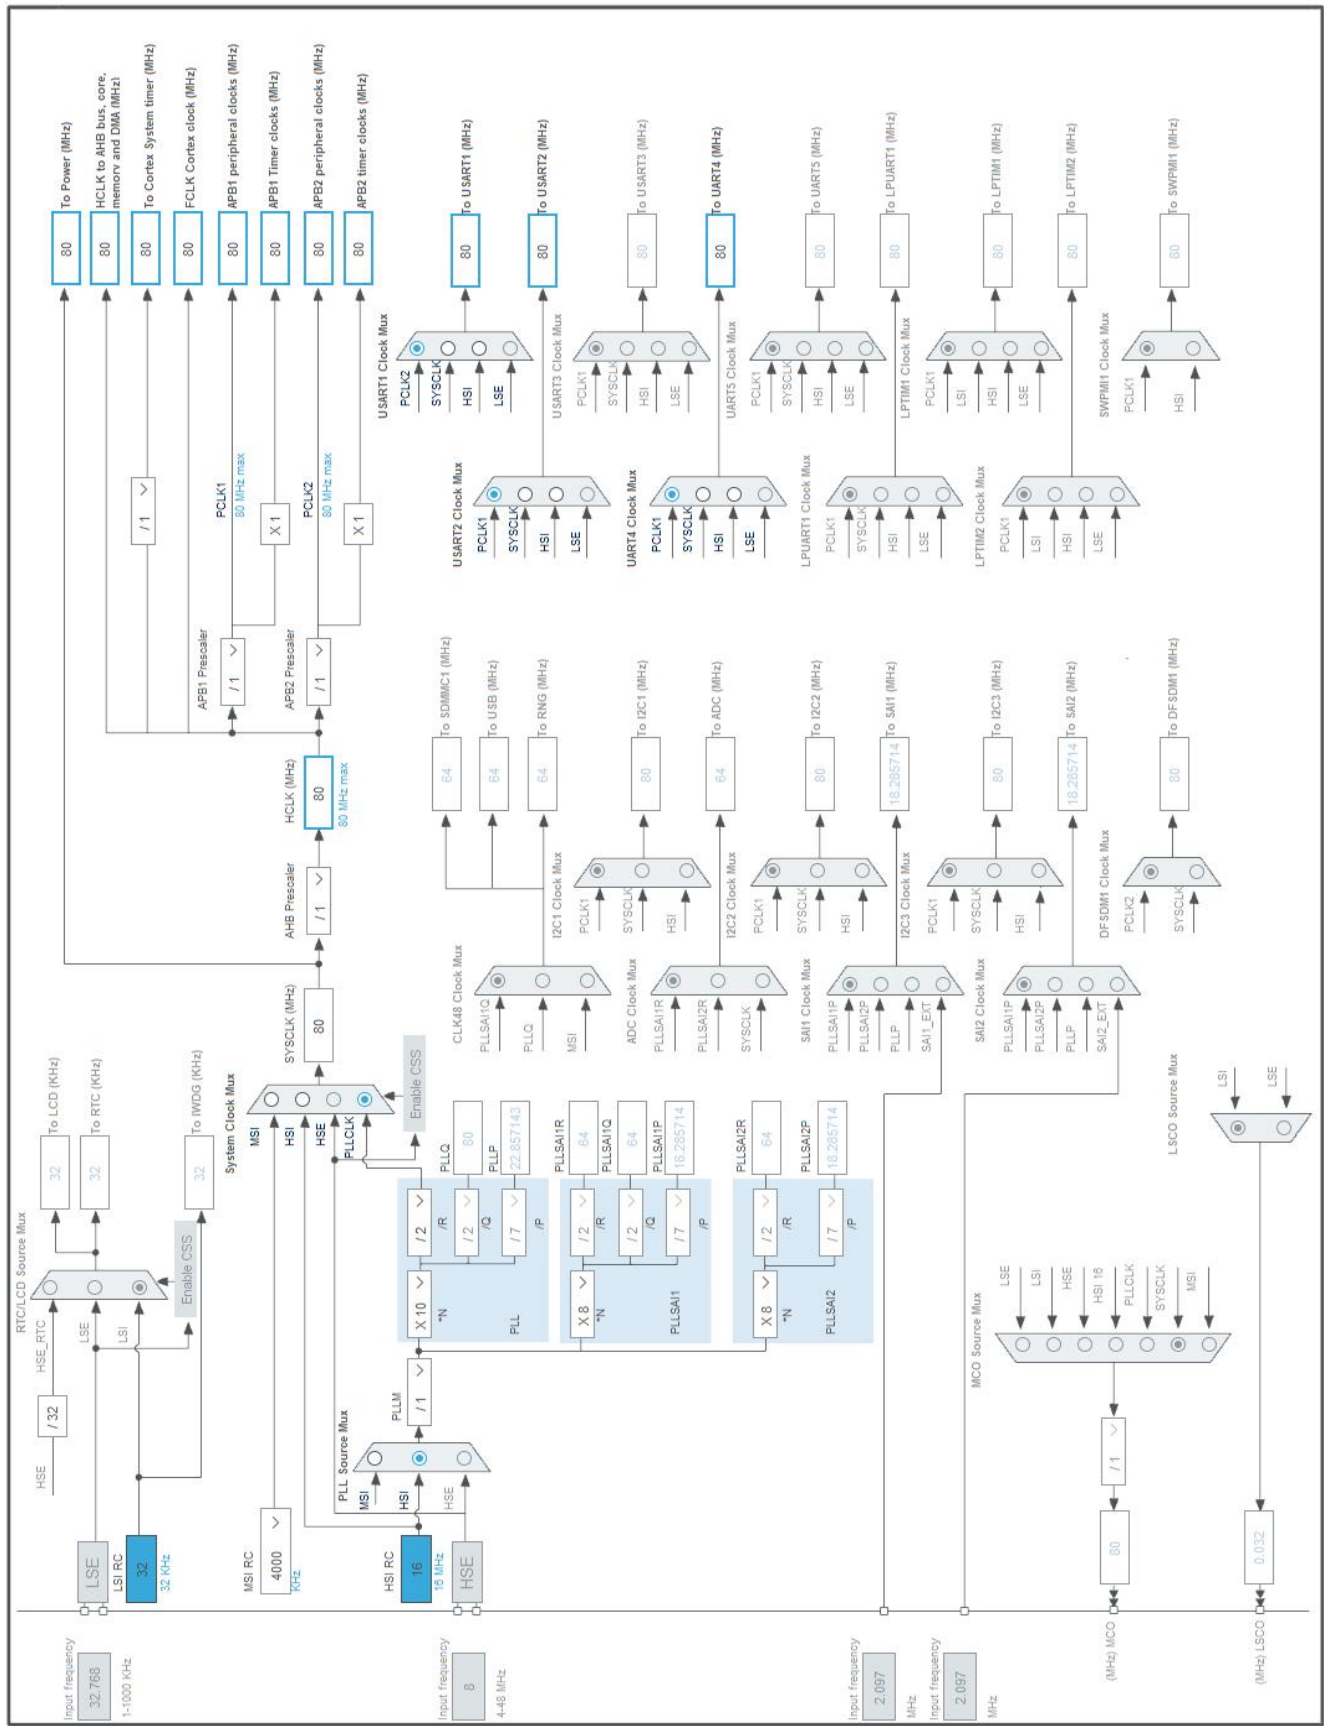 Input frequency
32.768
1-1000 KHz
LSE
LSI RC
32
32 KHz
HSE
/ 32
HSE_RTC
LSE
LSI
RTC/LCD Source Mux
Enable CSS
32
To LCD (KHz)
32
To RTC (KHz)
32
To IWDG (KHz)
MSI RC
4000
KHz
HSI RC
16
16 MHz
Input frequency
8
4-48 MHz
HSE
PLL Source Mux
MSI
HSI
HSE
PLLM
/ 1
System Clock Mux
MSI
HSI
HSE
PLLCLK
Enable CSS
X 10
*N
/ 2
/R
/ 2
/Q
/ 7
/P
PLL
PLLQ
80
PLLP
22.857143
X 8
*N
/ 2
/R
/ 2
/Q
/ 7
/P
PLLSAI1
PLLSAI1R
64
PLLSAI1Q
64
PLLSAI1P
18.285714
X 8
*N
/ 2
/R
/ 7
/P
PLLSAI2
PLLSAI2R
64
PLLSAI2P
18.285714
SYSCLK (MHz)
80
AHB Prescaler
/ 1
HCLK (MHz)
80
80 MHz max
APB1 Prescaler
/ 1
APB2 Prescaler
/ 1
/ 1
PCLK1
80 MHz max
X 1
PCLK2
80 MHz max
X 1
80
To Power (MHz)
80
HCLK to AHB bus, core,
memory and DMA (MHz)
80
To Cortex System timer (MHz)
80
FCLK Cortex clock (MHz)
80
APB1 peripheral clocks (MHz)
80
APB1 Timer clocks (MHz)
80
APB2 peripheral clocks (MHz)
80
APB2 timer clocks (MHz)
CLK48 Clock Mux
PLLSAI1Q
PLLQ
MSI
64
To SDMMC1 (MHz)
64
To USB (MHz)
64
To RNG (MHz)
I2C1 Clock Mux
PCLK1
SYSCLK
HSI
80
To I2C1 (MHz)
ADC Clock Mux
PLLSAI1R
PLLSAI2R
SYSCLK
64
To ADC (MHz)
I2C2 Clock Mux
PCLK1
SYSCLK
HSI
80
To I2C2 (MHz)
SAI1 Clock Mux
PLLSAI1P
PLLSAI2P
PLLP
SAI1_EXT
18.285714
To SAI1 (MHz)
I2C3 Clock Mux
PCLK1
SYSCLK
HSI
80
To I2C3 (MHz)
SAI2 Clock Mux
PLLSAI1P
PLLSAI2P
PLLP
SAI2_EXT
18.285714
To SAI2 (MHz)
DFSDM1 Clock Mux
PCLK2
SYSCLK
80
To DFSDM1 (MHz)
USART1 Clock Mux
PCLK2
SYSCLK
HSI
LSE
80
To USART1 (MHz)
USART2 Clock Mux
PCLK1
SYSCLK
HSI
LSE
80
To USART2 (MHz)
USART3 Clock Mux
PCLK1
SYSCLK
HSI
LSE
80
To USART3 (MHz)
UART4 Clock Mux
PCLK1
SYSCLK
HSI
LSE
80
To UART4 (MHz)
UART5 Clock Mux
PCLK1
SYSCLK
HSI
LSE
80
To UART5 (MHz)
LPUART1 Clock Mux
PCLK1
SYSCLK
HSI
LSE
80
To LPUART1 (MHz)
LPTIM1 Clock Mux
PCLK1
LSI
HSI
LSE
80
To LPTIM1 (MHz)
LPTIM2 Clock Mux
PCLK1
LSI
HSI
LSE
80
To LPTIM2 (MHz)
SWPMI1 Clock Mux
PCLK1
HSI
80
To SWPMI1 (MHz)
Input frequency
2.097
MHz
Input frequency
2.097
MHz
(MHz) MCO
80
/ 1
MCO Source Mux
LSE
LSI
HSE
HSI 16
PLLCLK
SYSCLK
MSI
(MHz) LSCO
0.032
LSCO Source Mux
LSI
LSE